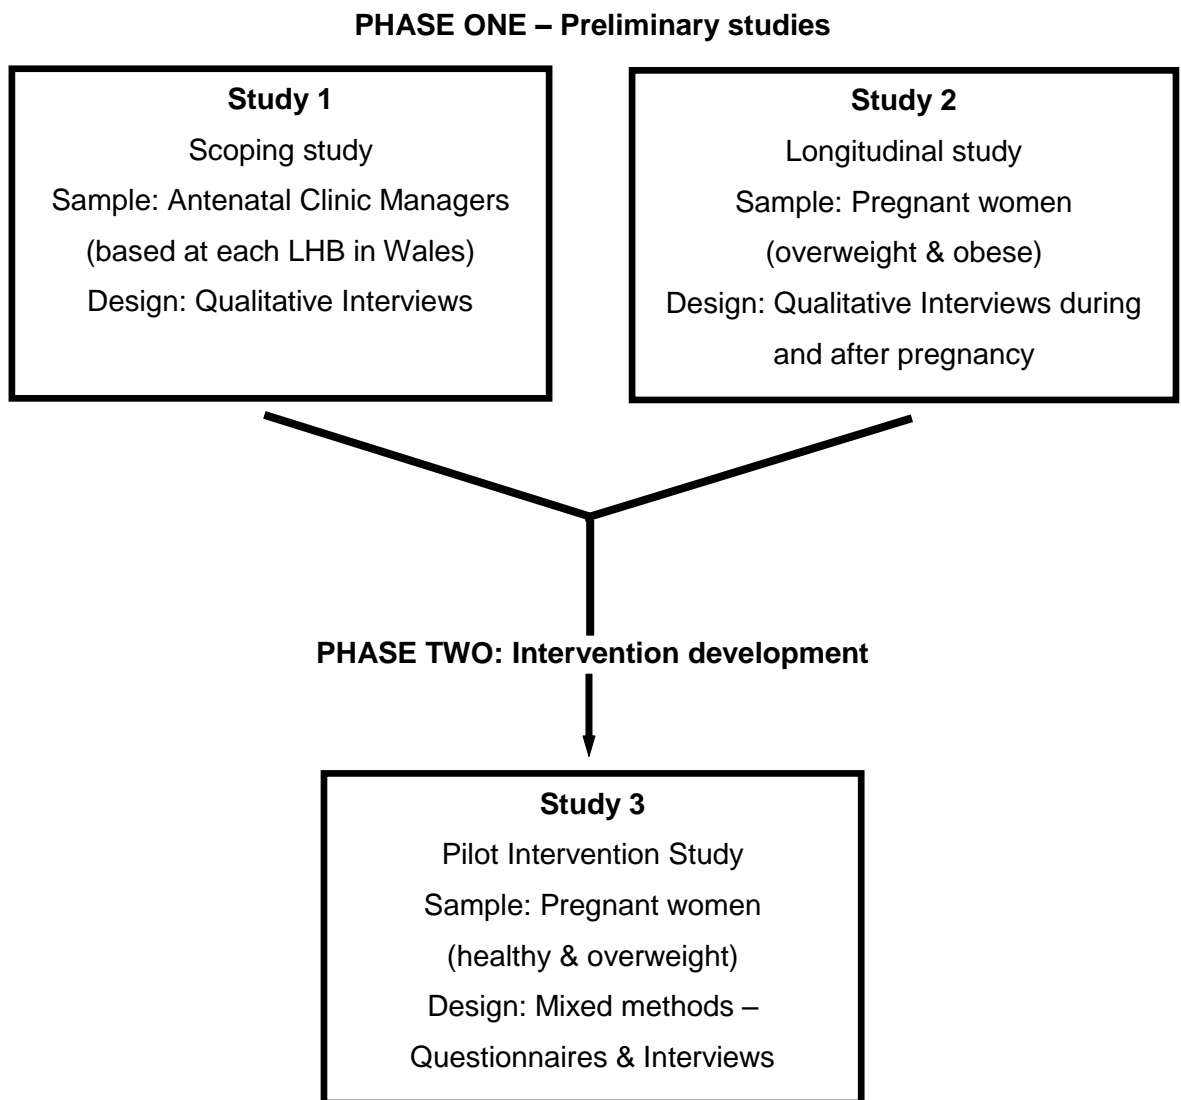 PHASE ONE – Preliminary studies
Study 1
Scoping study
Sample: Antenatal Clinic Managers
(based at each LHB in Wales)
Design: Qualitative Interviews
Study 2
Longitudinal study
Sample: Pregnant women
(overweight & obese)
Design: Qualitative Interviews during
and after pregnancy
PHASE TWO: Intervention development
Study 3
Pilot Intervention Study
Sample: Pregnant women
(healthy & overweight)
Design: Mixed methods –
Questionnaires & Interviews